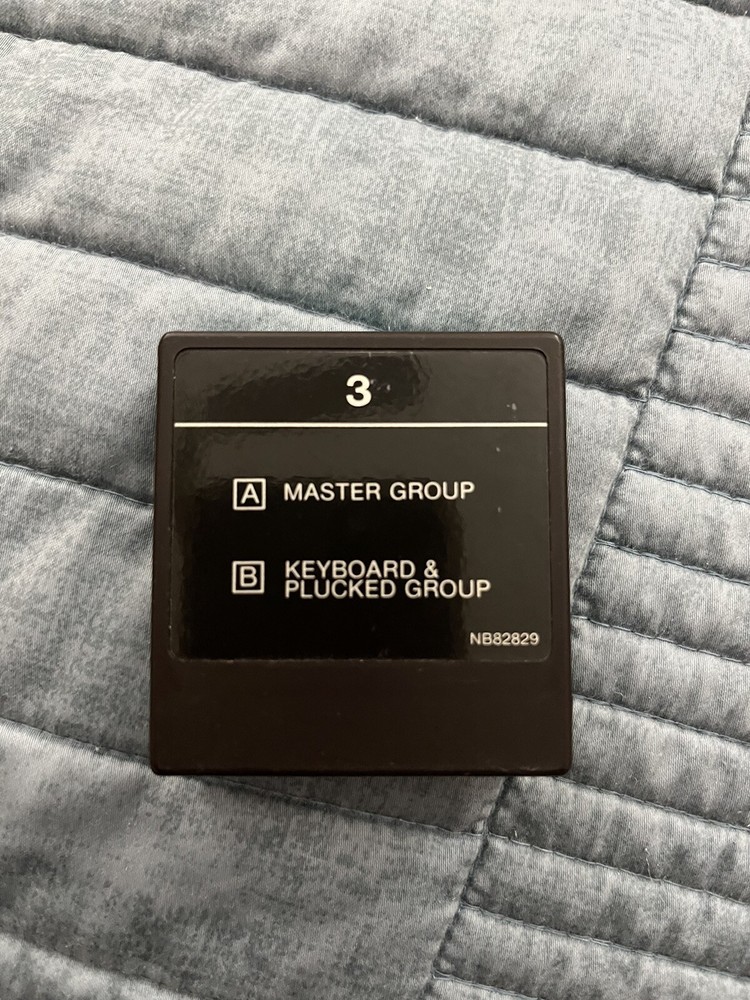 3
A MASTER GROUP
B KEYBOARD &
PLUCKED GROUP
NB82829